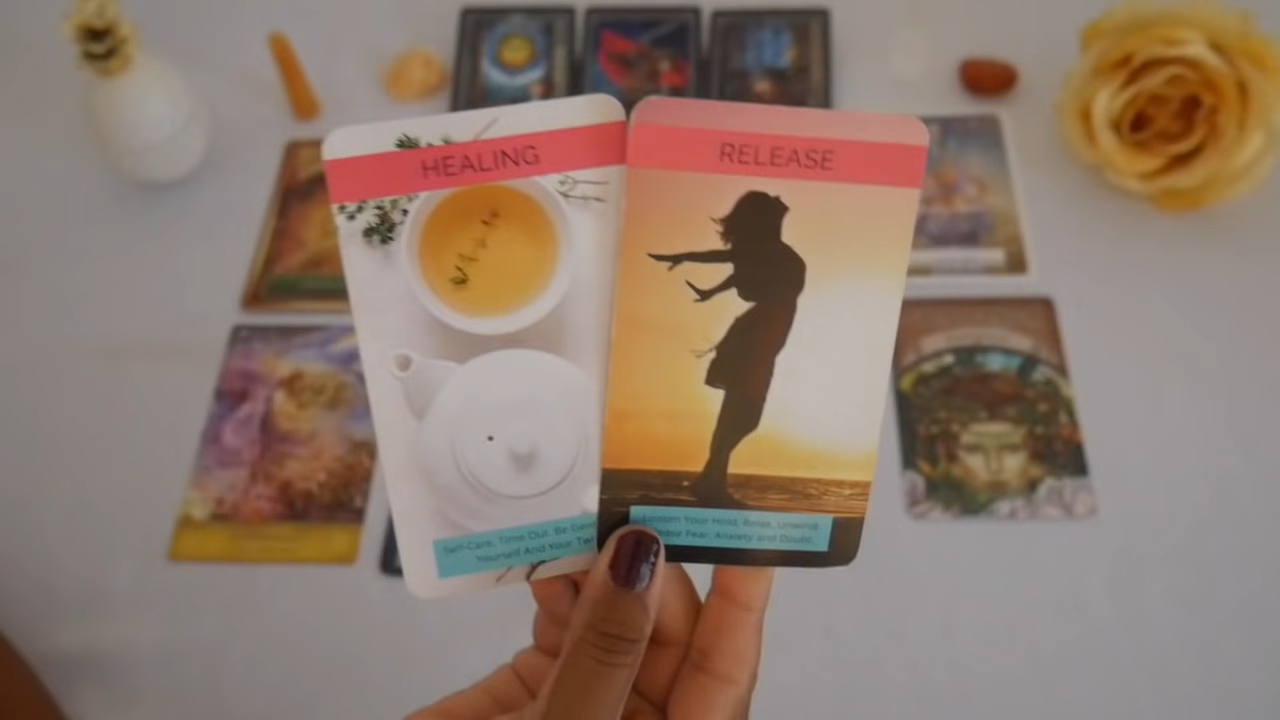 HEALING
Self-Care, Time Out. Be
Yourself And Your
RELEASE
Loosen Your Hold, Relax, Unwind
Fear, Anxiety and Doubt.